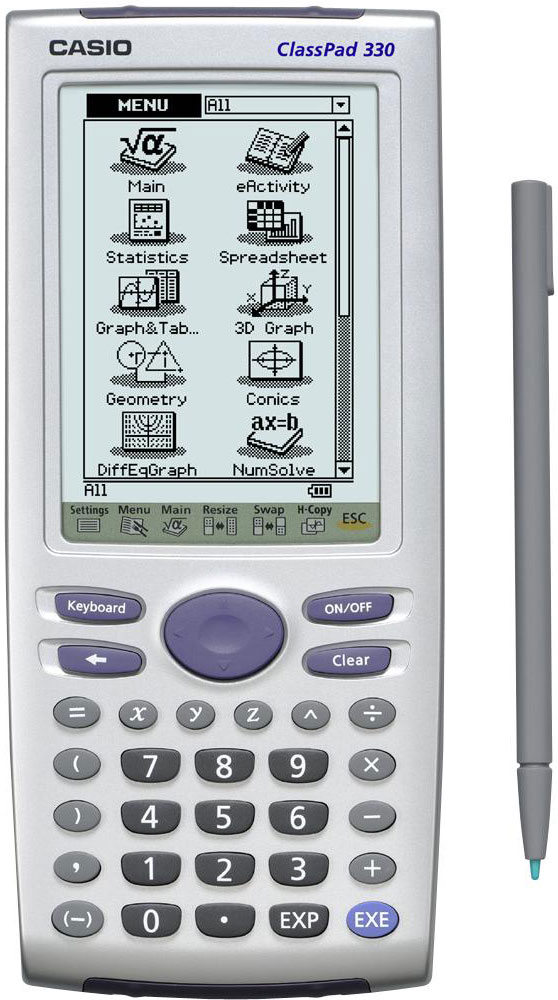 CASIO ClassPad 330
MENU All
√α
Main eActivity
Statistics Spreadsheet
X Z Y
Graph&Tab... 3D Graph
r
Geometry Conics
ax=b
DiffEqGraph NumSolve
All
Settings Menu Main Resize Swap H-Copy ESC
√α
Keyboard ON/OFF
← Clear
= x y z ^ ÷
( 7 8 9 ×
) 4 5 6 −
, 1 2 3 +
(−) 0 · EXP EXE